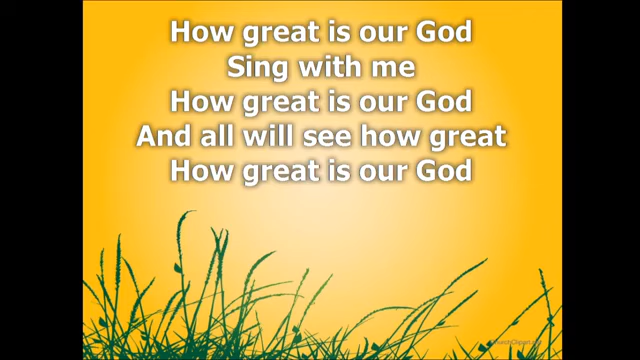 How great is our God
Sing with me
How great is our God
And all will see how great
How great is our God